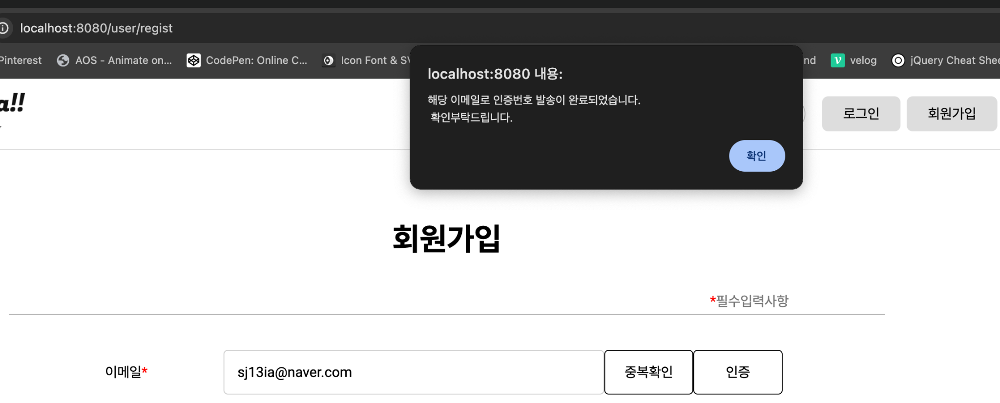 localhost:8080/user/regist
Pinterest AOS - Animate on... CodePen: Online C... Icon Font & SV nd velog jQuery Cheat Shee
localhost:8080 내용:
해당 이메일로 인증번호 발송이 완료되었습니다.
확인부탁드립니다.
확인
a!!
로그인 회원가입
회원가입
*필수입력사항
이메일* sj13ia@naver.com 중복확인 인증